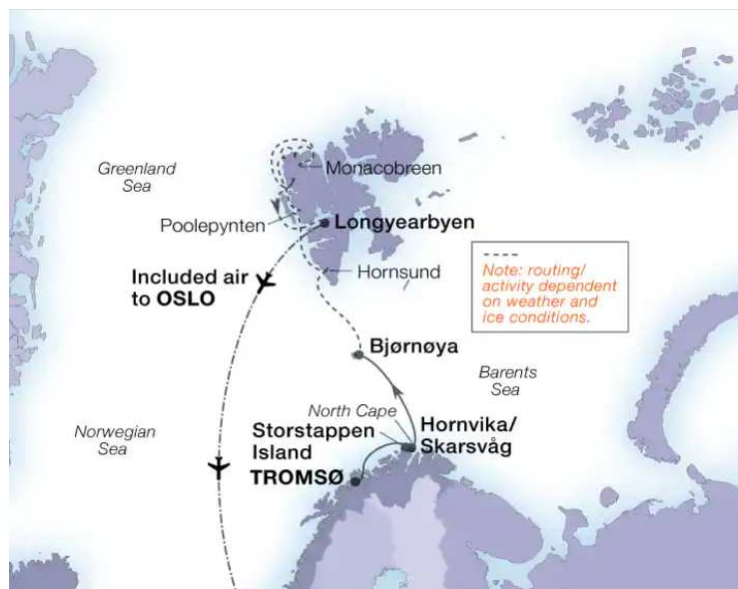 Greenland
Sea
Monacobreen
Poolepynten
Longyearbyen
Included air
to OSLO
Hornsund
Note: routing/
activity dependent
on weather and
ice conditions.
Bjørnøya
Barents
Sea
North Cape
Norwegian
Sea
Storstappen
Island
Hornvika/
Skarsvåg
TROMSØ